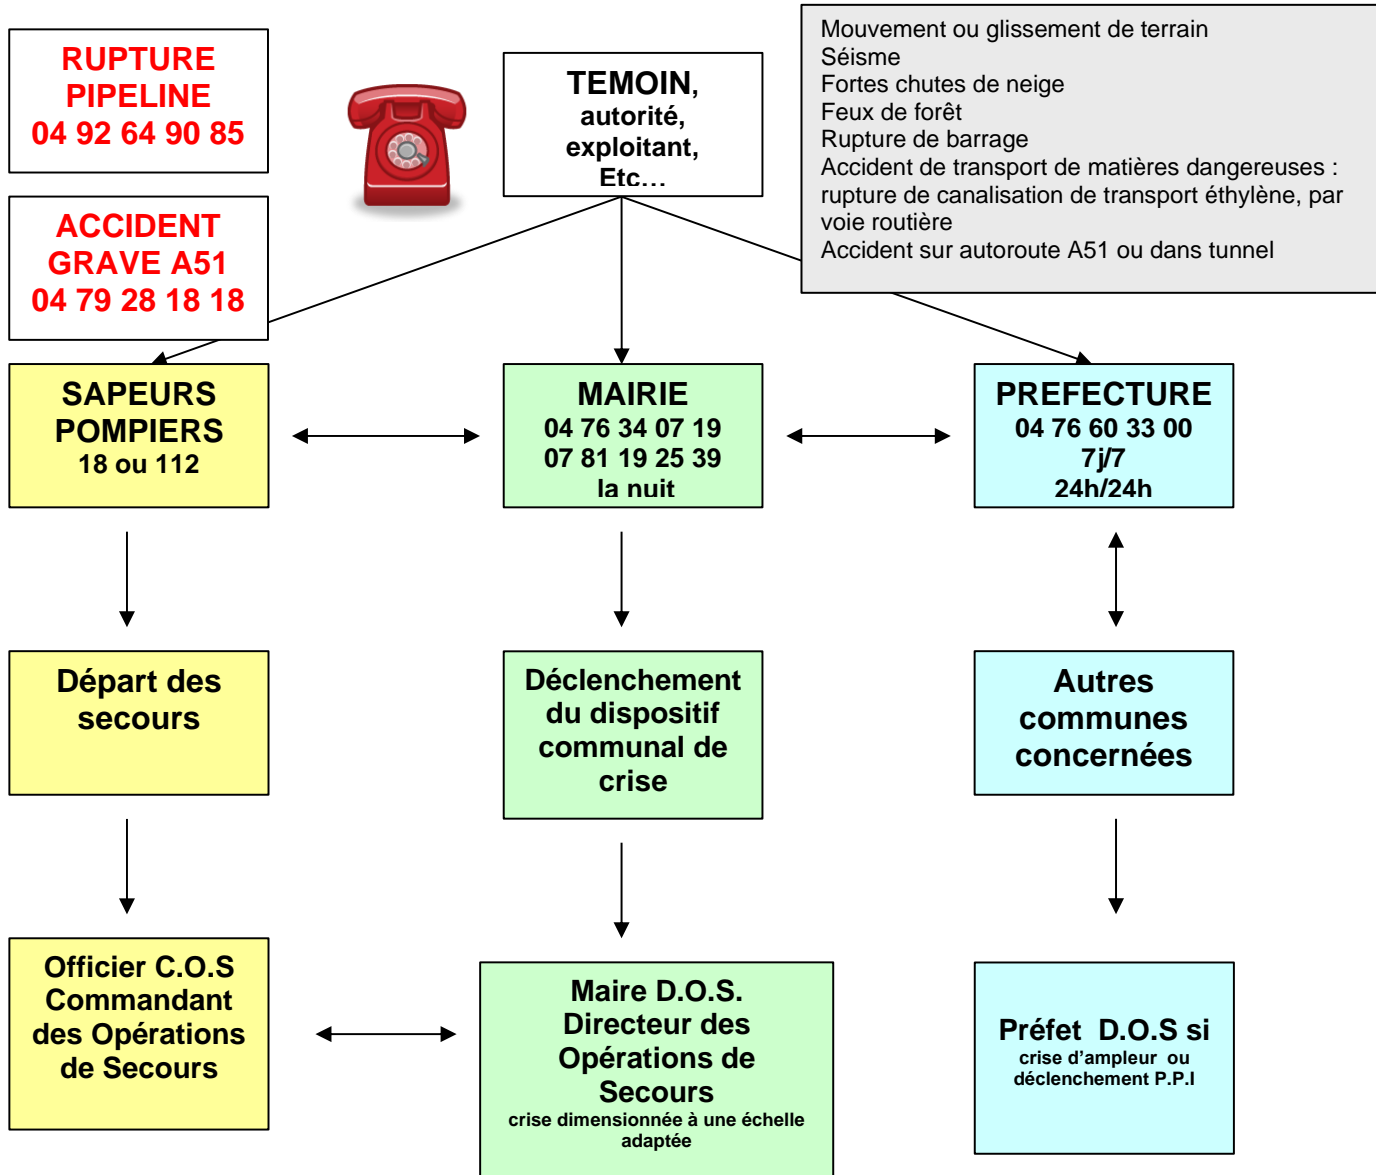 RUPTURE
PIPELINE
04 92 64 90 85
ACCIDENT
GRAVE A51
04 79 28 18 18
TEMOIN,
autorité,
exploitant,
Etc…
Mouvement ou glissement de terrain
Séisme
Fortes chutes de neige
Feux de forêt
Rupture de barrage
Accident de transport de matières dangereuses :
rupture de canalisation de transport éthylène, par
voie routière
Accident sur autoroute A51 ou dans tunnel
SAPEURS
POMPIERS
18 ou 112
MAIRIE
04 76 34 07 19
07 81 19 25 39
la nuit
PREFECTURE
04 76 60 33 00
7j/7
24h/24h
Départ des
secours
Déclenchement
du dispositif
communal de
crise
Autres
communes
concernées
Officier C.O.S
Commandant
des Opérations
de Secours
Maire D.O.S.
Directeur des
Opérations de
Secours
crise dimensionnée à une échelle
adaptée
Préfet  D.O.S si
crise d’ampleur  ou
déclenchement P.P.I